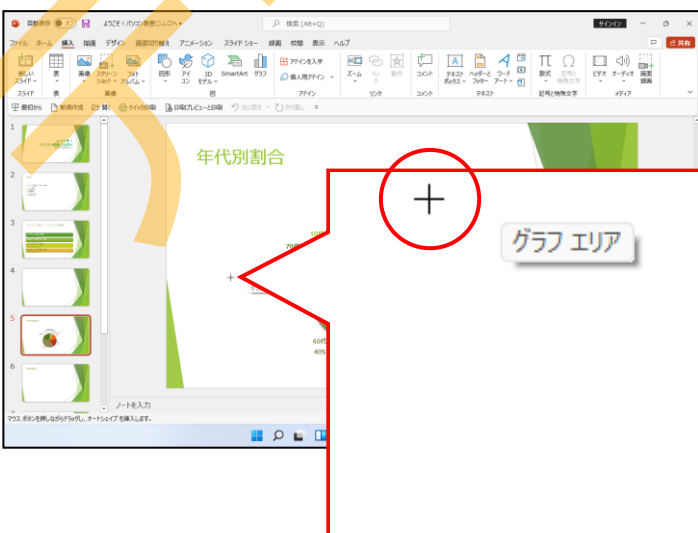 自動保存 オフ
ようこそ！パソコン教室○△□へ
検索 (Alt+Q)
サインイン
ファイル ホーム 挿入 描画 デザイン 画面切り替え アニメーション スライド ショー 録画 校閲 表示 ヘルプ
共有
新しい スライド
表
画像
スクリーン ショット
フォト アルバム
図形
アイコン
3D モデル
SmartArt
グラフ
アドインを入手
個人用アドイン
ズーム
リンク
動作
コメント
テキスト ボックス
ヘッダーと フッター
ワード アート
数式
記号と 特殊文字
ビデオ
オーディオ
画面 録画
スライド 表 画像 図 アドイン リンク コメント テキスト 記号と特殊文字 メディア
最初から 新規作成 開く クイック印刷 印刷プレビューと印刷 元に戻す やり直し
1
2
3
4
5
6
年代別割合
グラフ エリア
60代
40%
ノートを入力
マウス ボタンを押しながらドラッグし、オートシェイプ を挿入します。